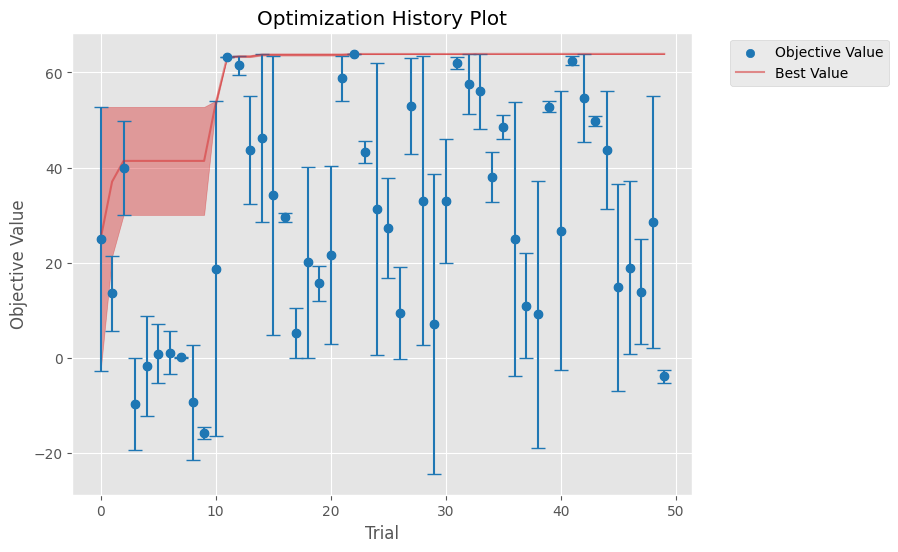 Optimization History Plot
Objective Value
Best Value
Objective Value
60
40
20
0
−20
0 10 20 30 40 50
Trial